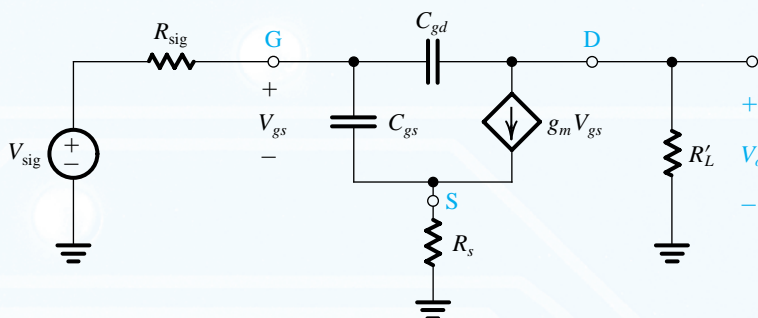 R_sig
G
C_gd
D
+
V_gs
−
C_gs
g_m V_gs
V_sig
+
−
S
R_s
R′_L
+
−